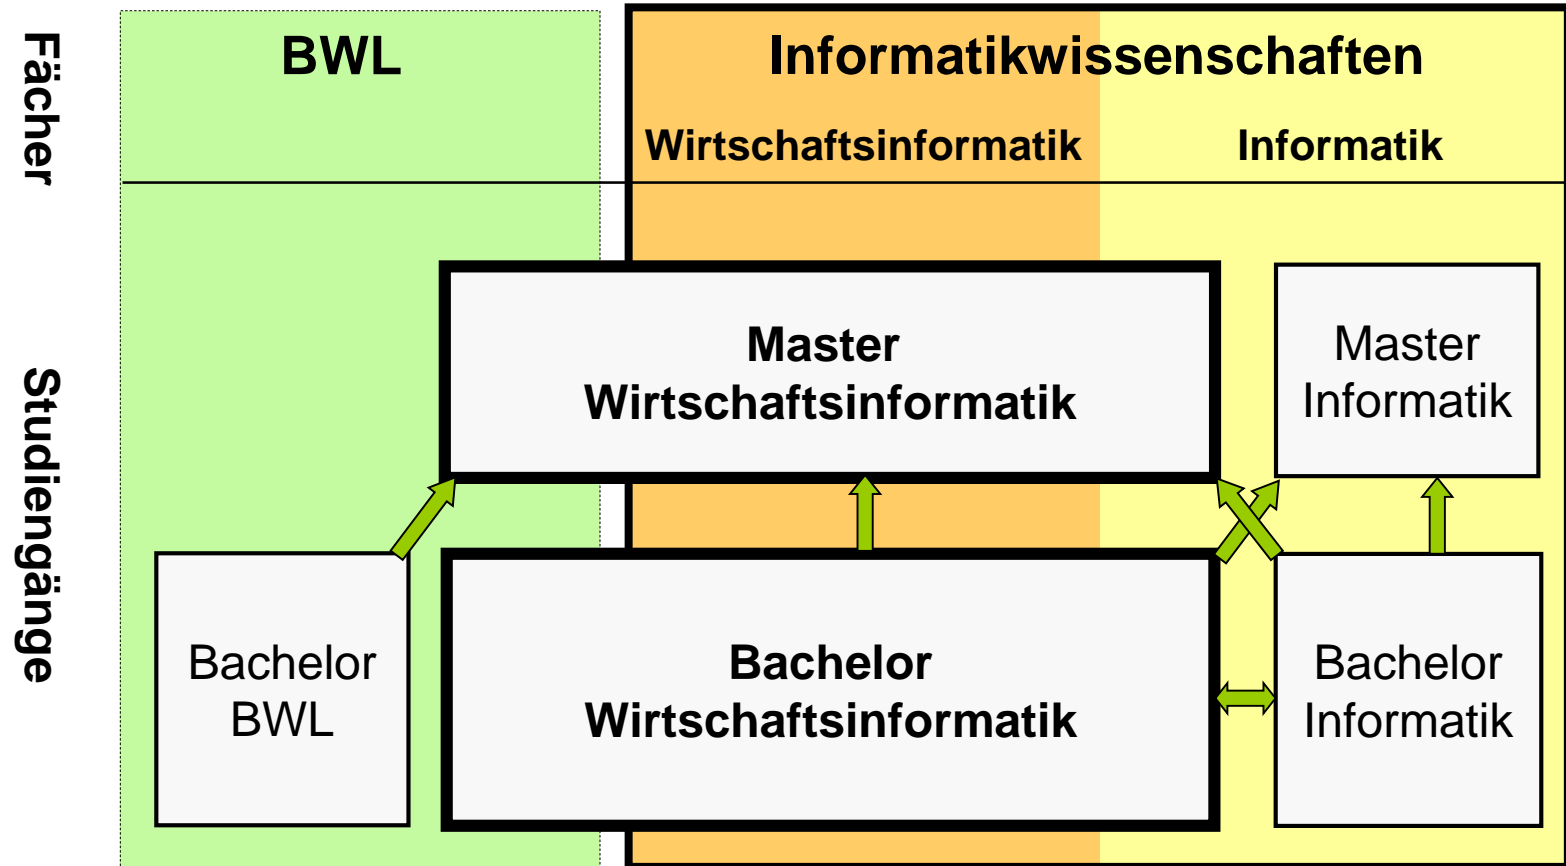 Fächer
BWL
Informatikwissenschaften
Wirtschaftsinformatik
Informatik
Studiengänge
Master
Wirtschaftsinformatik
Master
Informatik
Bachelor
BWL
Bachelor
Wirtschaftsinformatik
Bachelor
Informatik